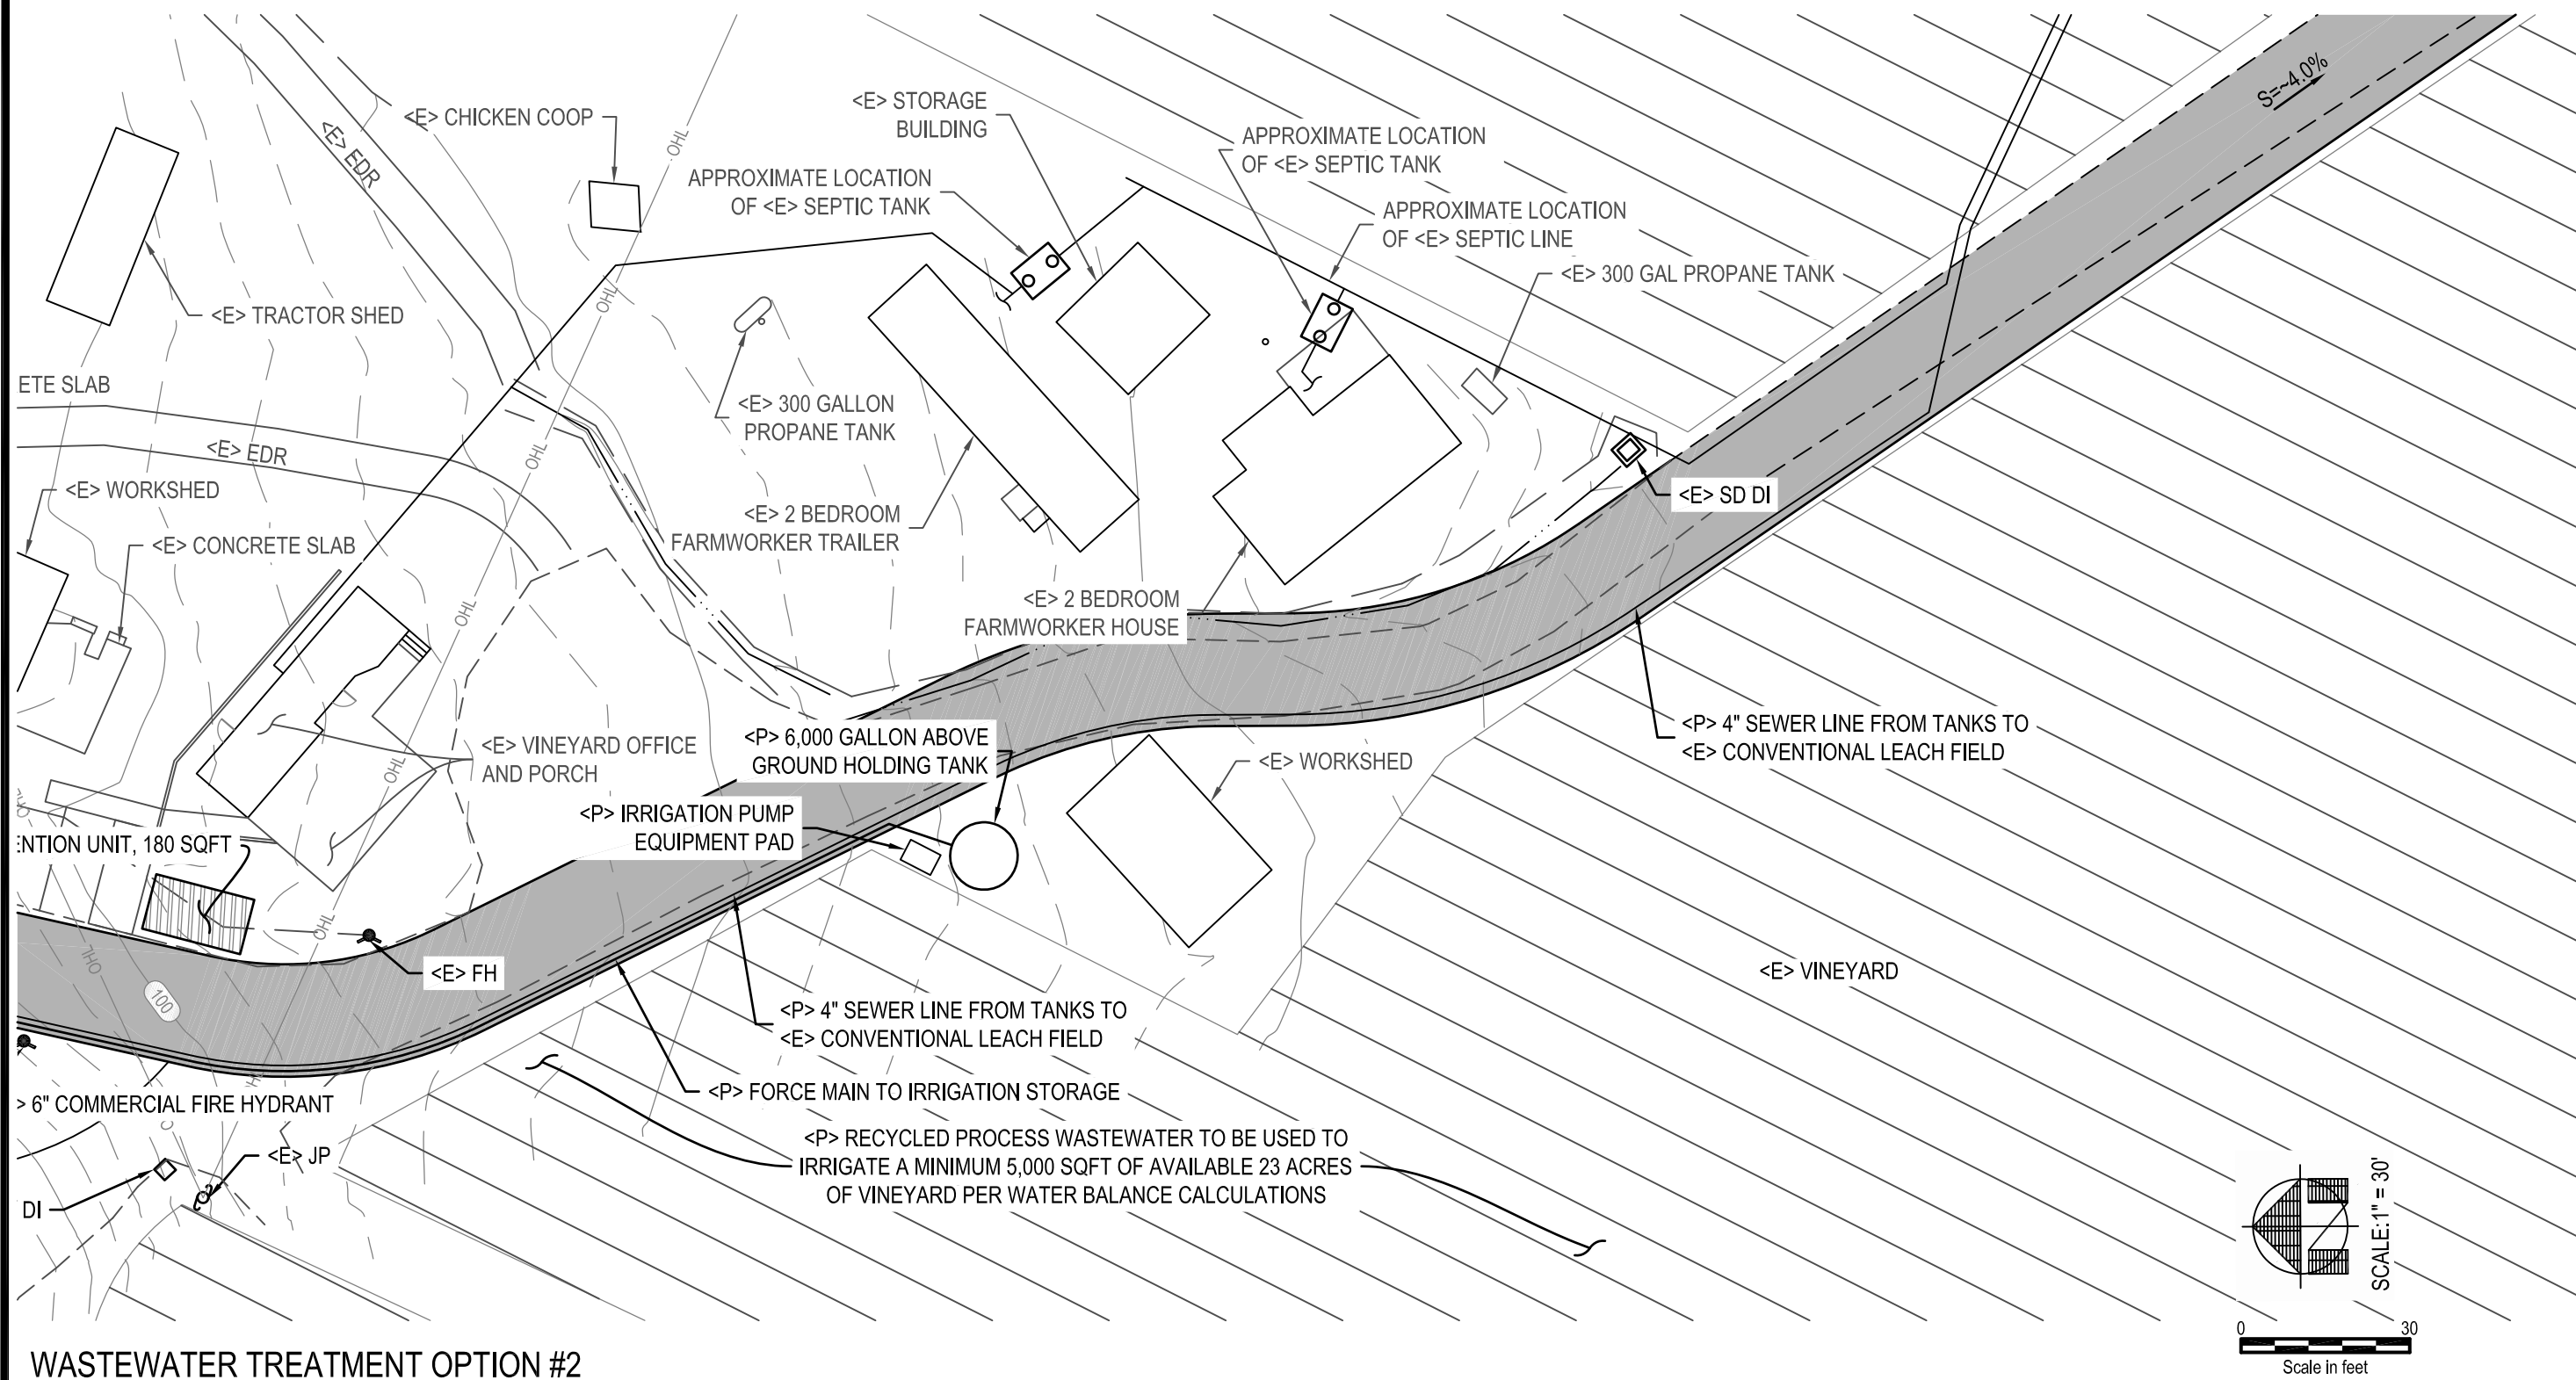 S=~4.0%
<E> CHICKEN COOP
<E> STORAGE
BUILDING
<E> EDR
OHL
APPROXIMATE LOCATION
OF <E> SEPTIC TANK
APPROXIMATE LOCATION
OF <E> SEPTIC TANK
APPROXIMATE LOCATION
OF <E> SEPTIC LINE
<E> 300 GAL PROPANE TANK
OHL
<E> TRACTOR SHED
ETE SLAB
<E> 300 GALLON
PROPANE TANK
<E> EDR
OHL
<E> WORKSHED
<E> SD DI
<E> 2 BEDROOM
FARMWORKER TRAILER
<E> CONCRETE SLAB
OHL
<E> 2 BEDROOM
FARMWORKER HOUSE
<P> 4" SEWER LINE FROM TANKS TO
<E> CONVENTIONAL LEACH FIELD
<E> VINEYARD OFFICE
AND PORCH
<P> 6,000 GALLON ABOVE
GROUND HOLDING TANK
<E> WORKSHED
OHL
<P> IRRIGATION PUMP
EQUIPMENT PAD
ENTION UNIT, 180 SQFT
OHL
OHL
<E> FH
<E> VINEYARD
100
<P> 4" SEWER LINE FROM TANKS TO
<E> CONVENTIONAL LEACH FIELD
<P> FORCE MAIN TO IRRIGATION STORAGE
> 6" COMMERCIAL FIRE HYDRANT
<P> RECYCLED PROCESS WASTEWATER TO BE USED TO
IRRIGATE A MINIMUM 5,000 SQFT OF AVAILABLE 23 ACRES
OF VINEYARD PER WATER BALANCE CALCULATIONS
<E> JP
DI
SCALE: 1" = 30'
0 30
Scale in feet
WASTEWATER TREATMENT OPTION #2